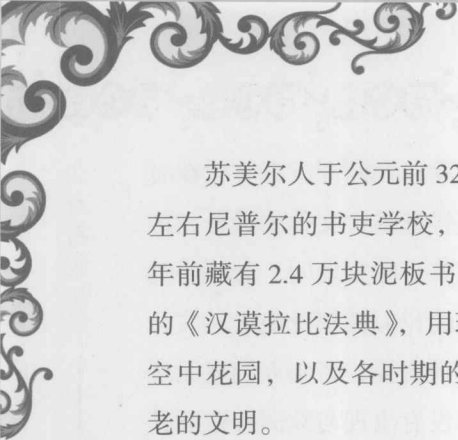 苏美尔人于公元前 32
左右尼普尔的书吏学校，
年前藏有 2.4 万块泥板书
的《汉谟拉比法典》，用
空中花园，以及各时期的
老的文明。